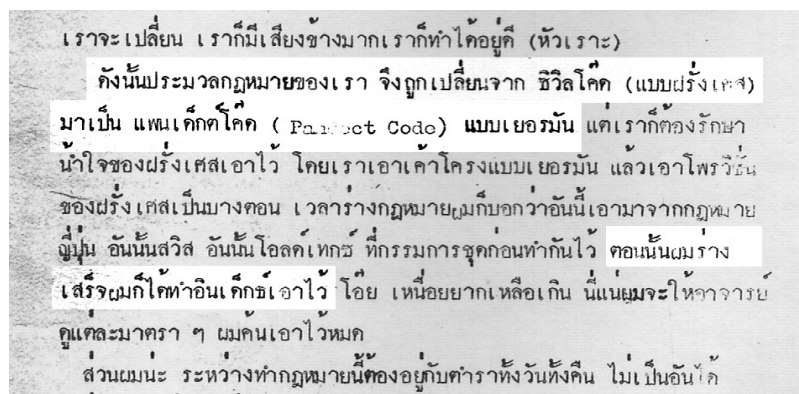 เราจะเปลี่ยน เราก็มีเสียงข้างมากเราก็ทำได้อยู่ดี (หัวเราะ)
ดังนั้นประมวลกฎหมายของเรา จึงถูกเปลี่ยนจาก ซิวิลโค๊ด (แบบฝรั่งเศส)
มาเป็น แพนเด็กต์โค๊ด ( Code) แบบเยอรมัน แต่เราก็ต้องรักษา
น้ำใจของฝรั่งเศสเอาไว้ โดยเราเอาเค้าโครงแบบเยอรมัน แล้วเอาโพรวิชั่น
ของฝรั่งเศสเป็นบางตอน เวลาร่างกฎหมายผมก็บอกว่าอันนี้เอามาจากกฎหมาย
ญี่ปุ่น อันนั้นสวิส อันนั้นโอลด์เทกซ์ ที่กรรมการชุดก่อนทำกันไว้ ตอนนั้นผมร่าง
เสร็จผมก็ได้ทำอินเด็กซ์เอาไว้ โอ๊ย เหนื่อยยากเหลือเกิน นี่แน่ผมจะให้อาจารย์
ดูแต่ละมาตรา ๆ ผมค้นเอาไว้หมด
ส่วนผมน่ะ ระหว่างทำกฎหมายนี้ต้องอยู่กับตำราทั้งวันทั้งคืน ไม่เป็นอันได้